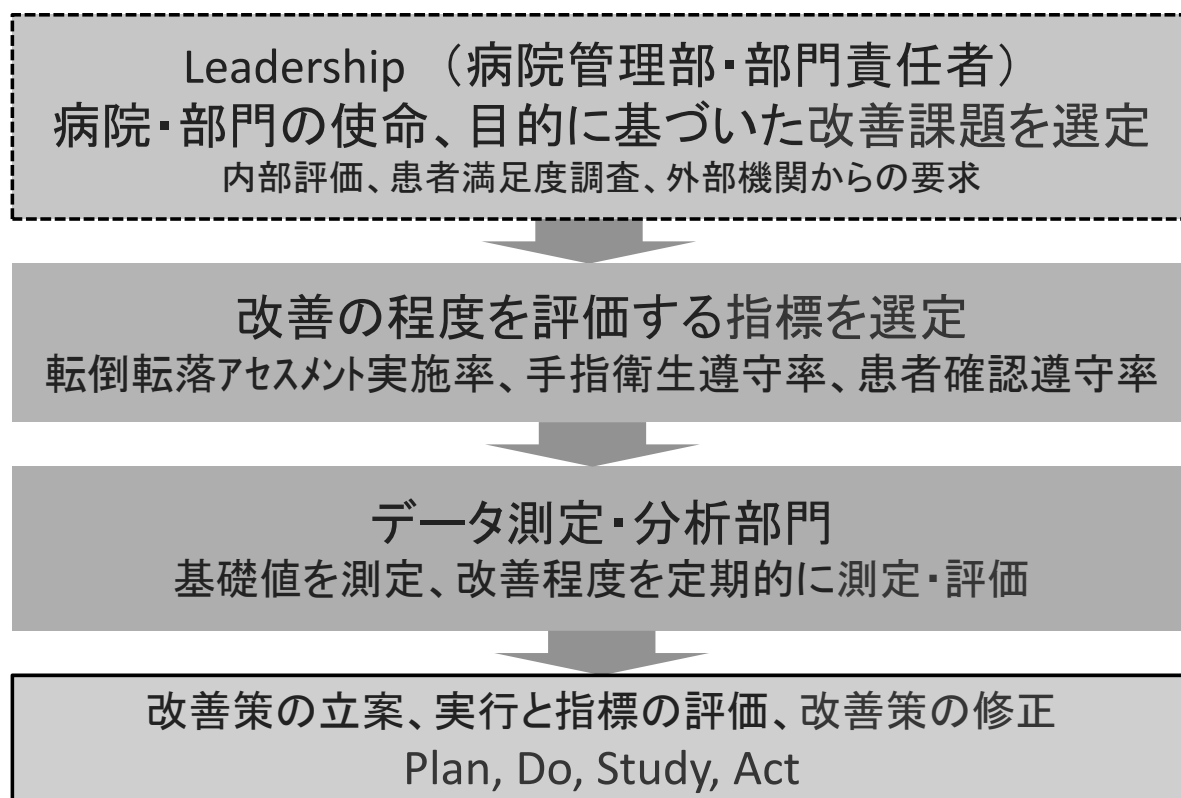 Leadership （病院管理部・部門責任者）
病院・部門の使命、目的に基づいた改善課題を選定
内部評価、患者満足度調査、外部機関からの要求
改善の程度を評価する指標を選定
転倒転落ｱｾｽﾒﾝﾄ実施率、手指衛生遵守率、患者確認遵守率
データ測定・分析部門
基礎値を測定、改善程度を定期的に測定・評価
改善策の立案、実行と指標の評価、改善策の修正
Plan, Do, Study, Act